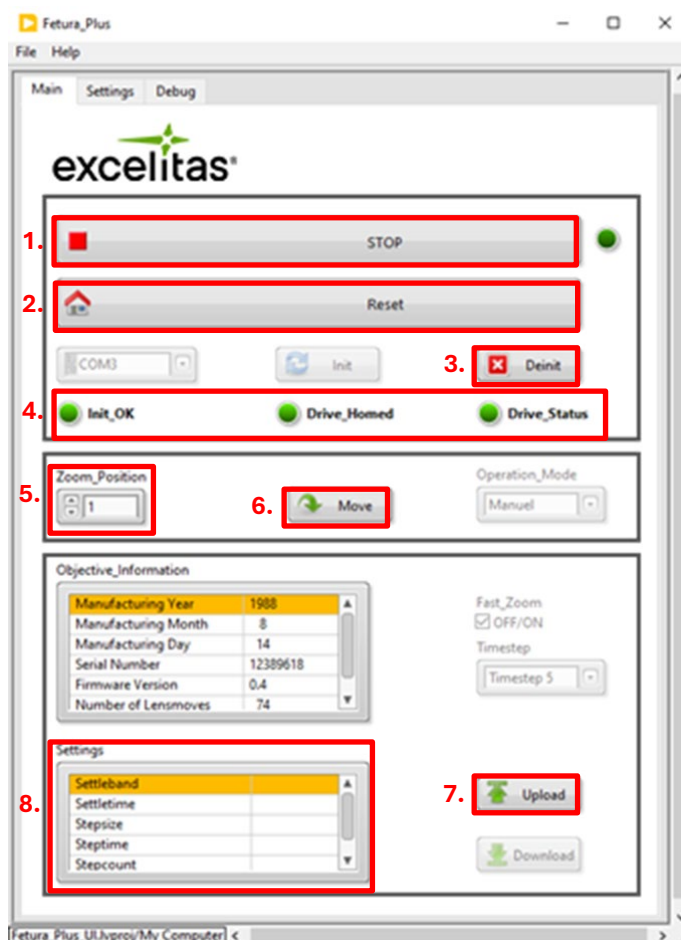 Fetura_Plus
File Help
Main Settings Debug
excelitas
1. STOP
2. Reset
COM3 Init 3. Deinit
4. Init_OK Drive_Homed Drive_Status
Zoom_Position Operation_Mode
5. 1 6. Move Manuel
Objective_Information
Manufacturing Year 1988
Manufacturing Month 8
Manufacturing Day 14
Serial Number 12389618
Firmware Version 0.4
Number of Lensmoves 74
Fast_Zoom
OFF/ON
Timestep
Timestep 5
Settings
8. Settleband
Settletime
Stepsize
Steptime
Stepcount
7. Upload
Download
Fetura_Plus_UI.lvproj/My Computer